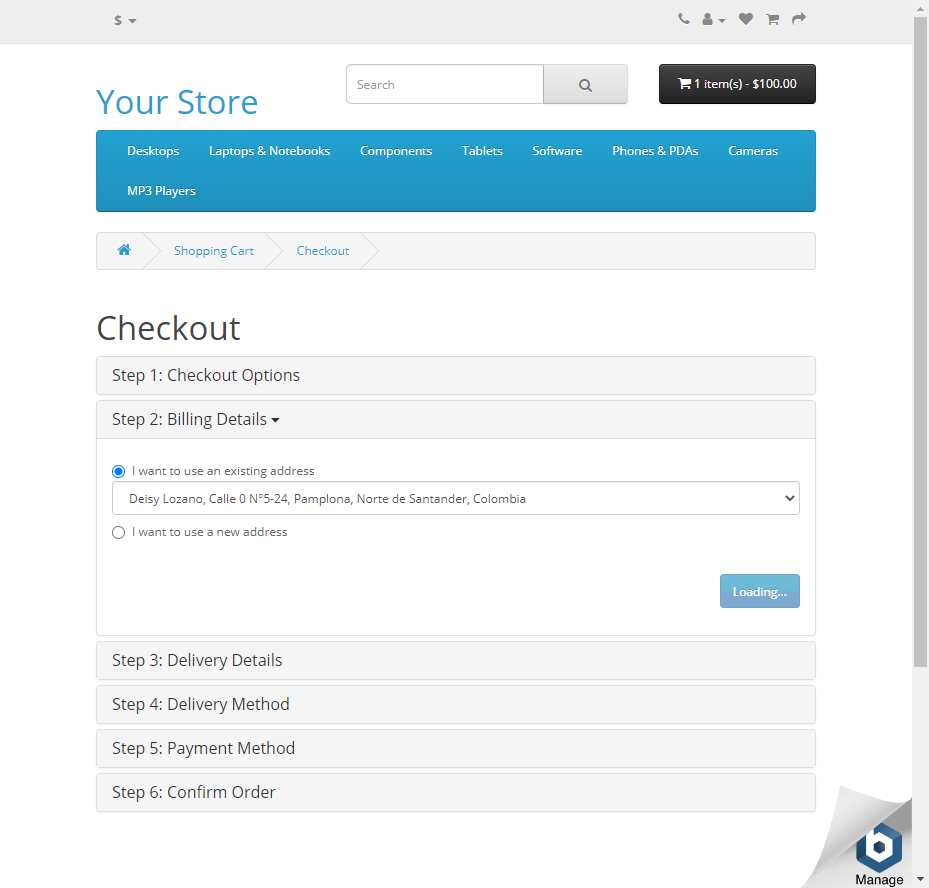 $
Your Store
Search
1 item(s) - $100.00
Desktops Laptops & Notebooks Components Tablets Software Phones & PDAs Cameras
MP3 Players
Shopping Cart Checkout
Checkout
Step 1: Checkout Options
Step 2: Billing Details
I want to use an existing address
Deisy Lozano, Calle 0 N°5-24, Pamplona, Norte de Santander, Colombia
I want to use a new address
Loading...
Step 3: Delivery Details
Step 4: Delivery Method
Step 5: Payment Method
Step 6: Confirm Order
b
Manage